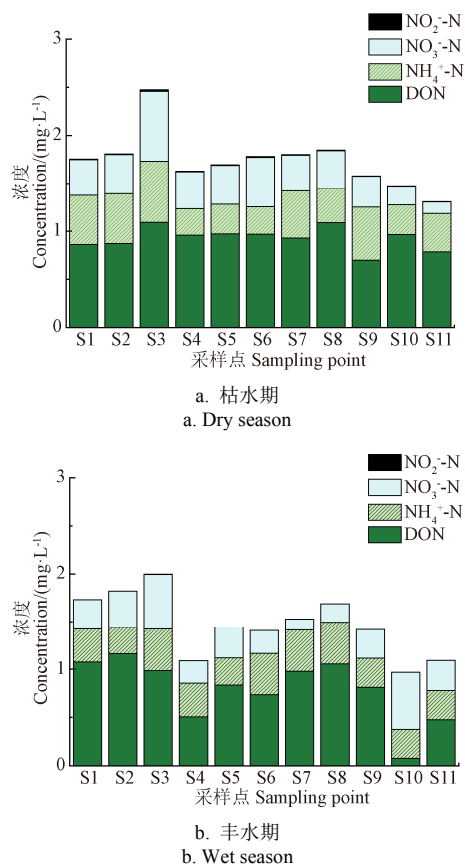 NO₂⁻-N
NO₃⁻-N
NH₄⁺-N
DON
3
2
1
0
浓度
Concentration/(mg·L⁻¹)
S1 S2 S3 S4 S5 S6 S7 S8 S9 S10 S11
采样点 Sampling point
a. 枯水期
a. Dry season
NO₂⁻-N
NO₃⁻-N
NH₄⁺-N
DON
3
2
1
0
浓度
Concentration/(mg·L⁻¹)
S1 S2 S3 S4 S5 S6 S7 S8 S9 S10 S11
采样点 Sampling point
b. 丰水期
b. Wet season